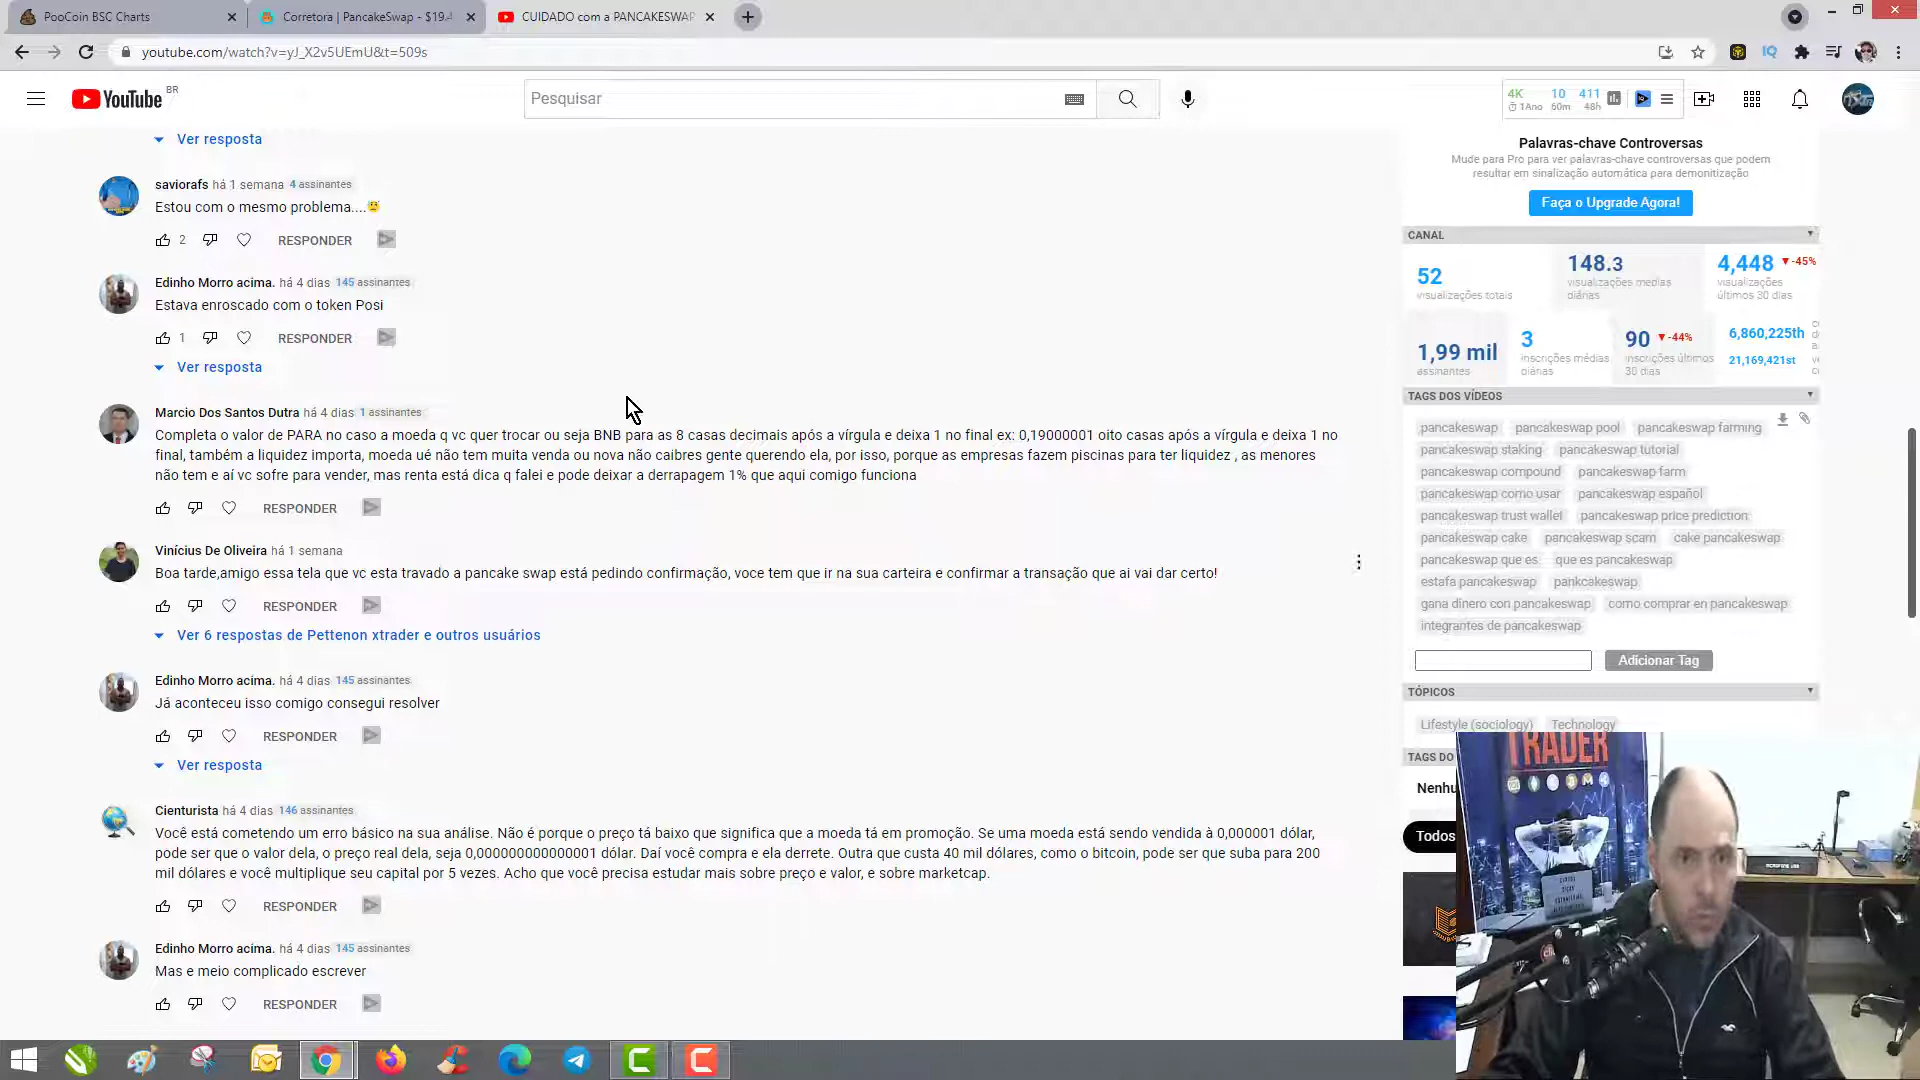 PooCoin BSC Charts
Corretora | PancakeSwap - $19.4
CUIDADO com a PANCAKESWAP
youtube.com/watch?v=yJ_X2v5UEmU&t=509s
YouTube BR
Pesquisar
4K 10 411
1Ano 60m 48h
Ver resposta
saviorafs há 1 semana 4 assinantes
Estou com o mesmo problema....😓
2 RESPONDER
Edinho Morro acima. há 4 dias 145 assinantes
Estava enroscado com o token Posi
1 RESPONDER
Ver resposta
Marcio Dos Santos Dutra há 4 dias 1 assinantes
Completa o valor de PARA no caso a moeda q vc quer trocar ou seja BNB para as 8 casas decimais após a vírgula e deixa 1 no final ex: 0,19000001 oito casas após a vírgula e deixa 1 no
final, também a liquidez importa, moeda ué não tem muita venda ou nova não caibres gente querendo ela, por isso, porque as empresas fazem piscinas para ter liquidez , as menores
não tem e aí vc sofre para vender, mas renta está dica q falei e pode deixar a derrapagem 1% que aqui comigo funciona
RESPONDER
Vinícius De Oliveira há 1 semana
Boa tarde,amigo essa tela que vc esta travado a pancake swap está pedindo confirmação, voce tem que ir na sua carteira e confirmar a transação que ai vai dar certo!
RESPONDER
Ver 6 respostas de Pettenon xtrader e outros usuários
Edinho Morro acima. há 4 dias 145 assinantes
Já aconteceu isso comigo consegui resolver
RESPONDER
Ver resposta
Cienturista há 4 dias 146 assinantes
Você está cometendo um erro básico na sua análise. Não é porque o preço tá baixo que significa que a moeda tá em promoção. Se uma moeda está sendo vendida à 0,000001 dólar,
pode ser que o valor dela, o preço real dela, seja 0,000000000000001 dólar. Daí você compra e ela derrete. Outra que custa 40 mil dólares, como o bitcoin, pode ser que suba para 200
mil dólares e você multiplique seu capital por 5 vezes. Acho que você precisa estudar mais sobre preço e valor, e sobre marketcap.
RESPONDER
Edinho Morro acima. há 4 dias 145 assinantes
Mas e meio complicado escrever
RESPONDER
Palavras-chave Controversas
Mude para Pro para ver palavras-chave controversas que podem
resultar em sinalização automática para demonitização
Faça o Upgrade Agora!
CANAL
52
visualizações totais
148.3
visualizações médias
diárias
4,448 -45%
visualizações
últimos 30 dias
1,99 mil
assinantes
3
inscrições médias
diárias
90 -44%
inscrições últimos
30 dias
6,860,225th
21,169,421st
TAGS DOS VÍDEOS
pancakeswap pancakeswap pool pancakeswap farming
pancakeswap staking pancakeswap tutorial
pancakeswap compound pancakeswap farm
pancakeswap como usar pancakeswap español
pancakeswap trust wallet pancakeswap price prediction
pancakeswap cake pancakeswap scam cake pancakeswap
pancakeswap que es que es pancakeswap
estafa pancakeswap pankcakeswap
gana dinero con pancakeswap como comprar en pancakeswap
integrantes de pancakeswap
Adicionar Tag
TÓPICOS
Lifestyle (sociology) Technology
TAGS DO
Nenhu
Todos
TRADER